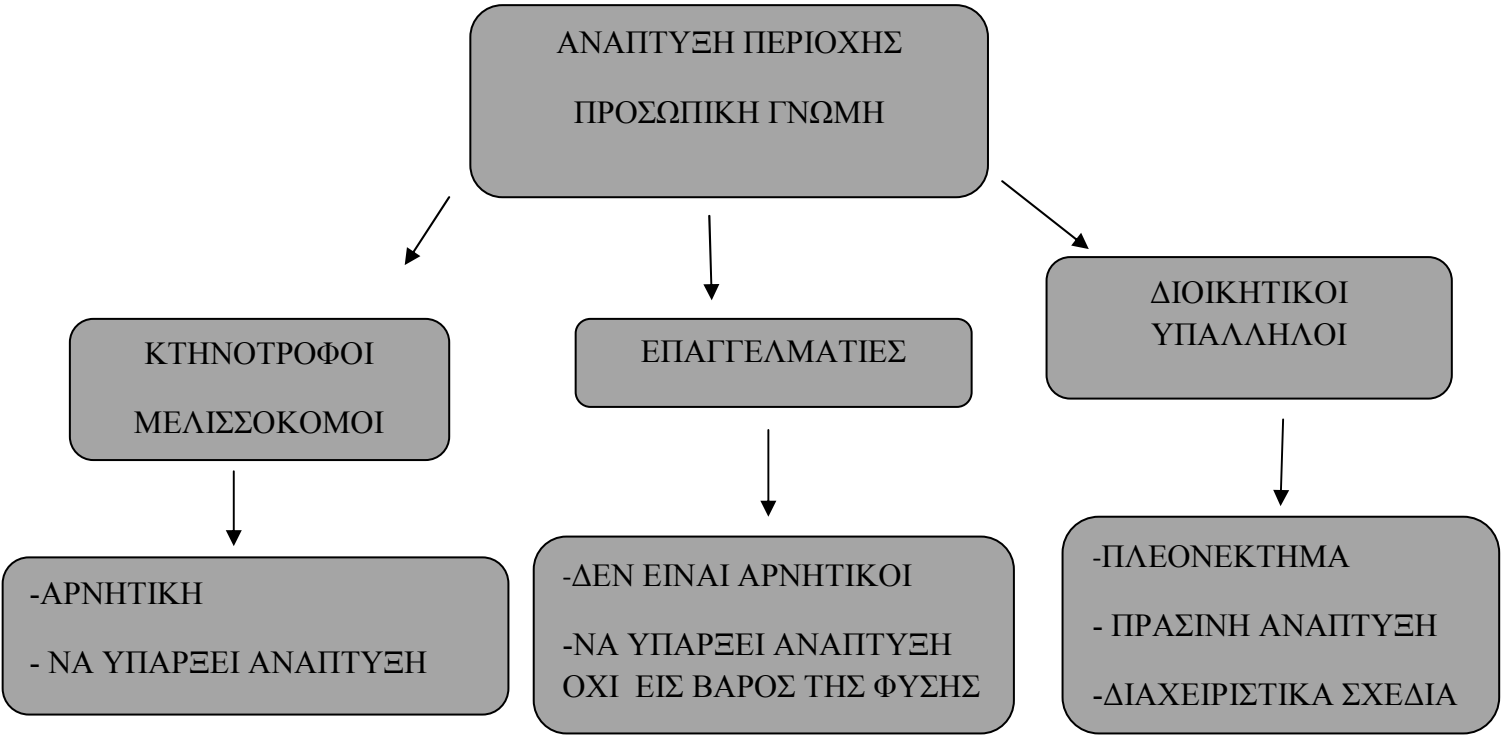 ΑΝΑΠΤΥΞΗ ΠΕΡΙΟΧΗΣ
ΠΡΟΣΩΠΙΚΗ ΓΝΩΜΗ
ΚΤΗΝΟΤΡΟΦΟΙ
ΜΕΛΙΣΣΟΚΟΜΟΙ
ΕΠΑΓΓΕΛΜΑΤΙΕΣ
ΔΙΟΙΚΗΤΙΚΟΙ
ΥΠΑΛΛΗΛΟΙ
-ΑΡΝΗΤΙΚΗ
- ΝΑ ΥΠΑΡΞΕΙ ΑΝΑΠΤΥΞΗ
-ΔΕΝ ΕΙΝΑΙ ΑΡΝΗΤΙΚΟΙ
-ΝΑ ΥΠΑΡΞΕΙ ΑΝΑΠΤΥΞΗ
ΟΧΙ ΕΙΣ ΒΑΡΟΣ ΤΗΣ ΦΥΣΗΣ
-ΠΛΕΟΝΕΚΤΗΜΑ
- ΠΡΑΣΙΝΗ ΑΝΑΠΤΥΞΗ
-ΔΙΑΧΕΙΡΙΣΤΙΚΑ ΣΧΕΔΙΑ